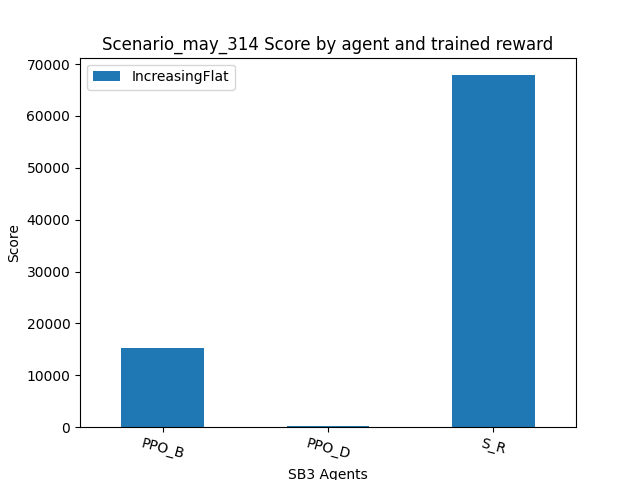 Scenario_may_314 Score by agent and trained reward
IncreasingFlat
Score
70000
60000
50000
40000
30000
20000
10000
0
PPO_B
PPO_D
S_R
SB3 Agents